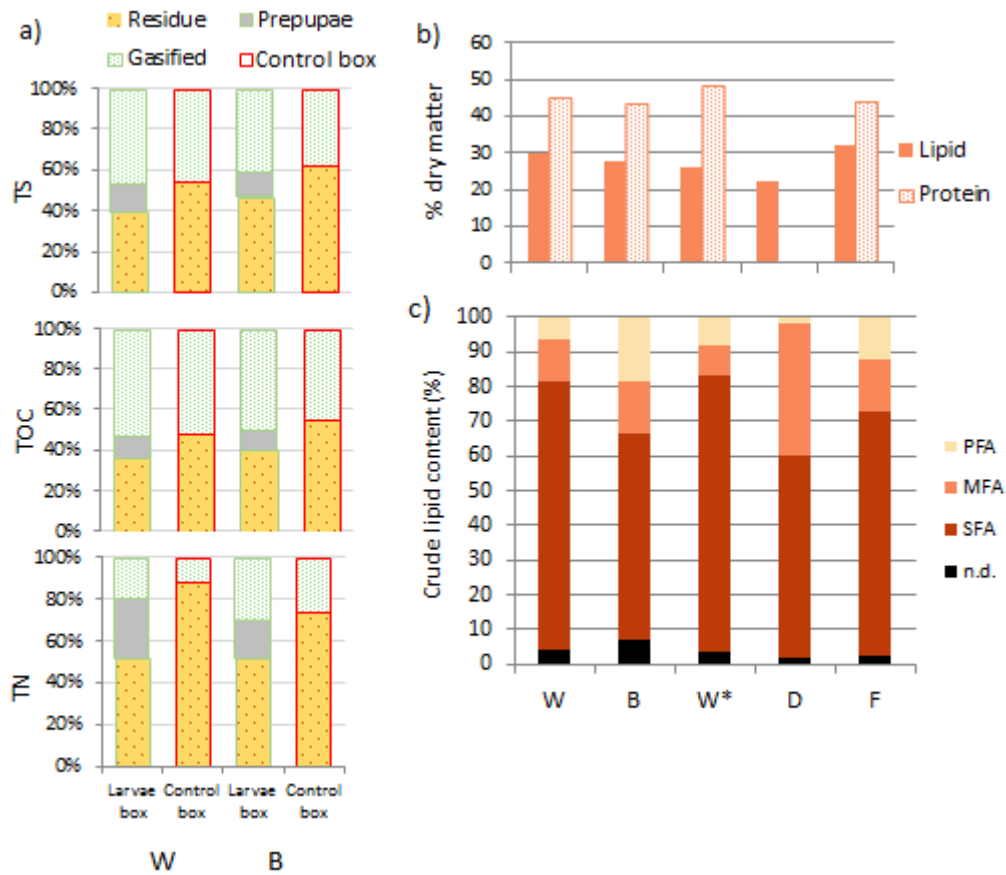 a)
Residue
Prepupae
Gasified
Control box
TS
100%
80%
60%
40%
20%
0%
TOC
100%
80%
60%
40%
20%
0%
TN
100%
80%
60%
40%
20%
0%
Larvae box
Control box
Larvae box
Control box
W
B
b)
% dry matter
60
50
40
30
20
10
0
Lipid
Protein
c)
Crude lipid content (%)
100
90
80
70
60
50
40
30
20
10
0
W
B
W*
D
F
PFA
MFA
SFA
n.d.